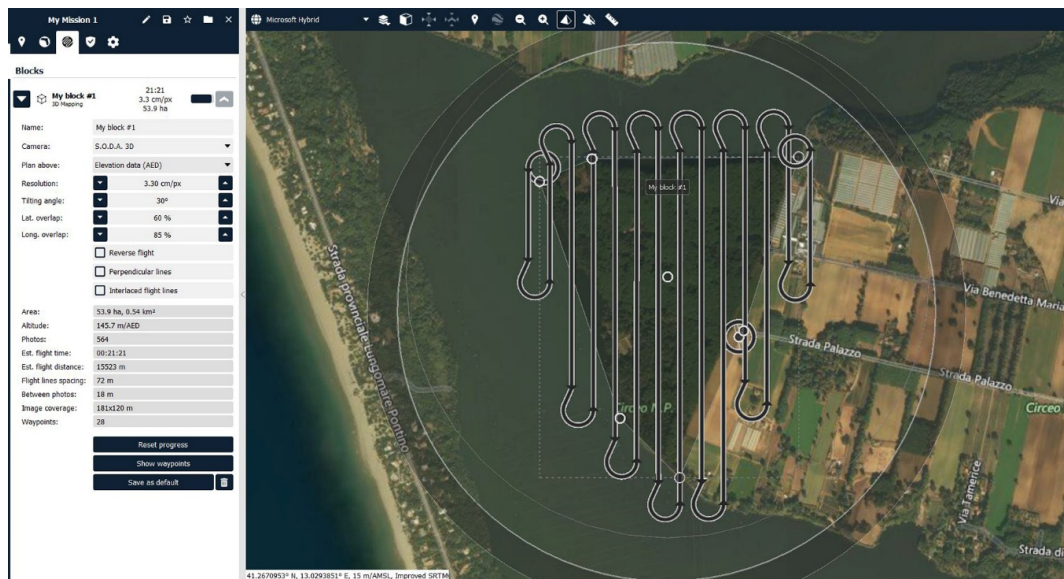 My Mission 1
Microsoft Hybrid
Blocks
My block #1
3D Mapping
21:21
3.3 cm/px
53.9 ha
Name: My block #1
Camera: S.O.D.A. 3D
Plan above: Elevation data (AED)
Resolution: 3.30 cm/px
Tilting angle: 30°
Lat. overlap: 60 %
Long. overlap: 85 %
Reverse flight
Perpendicular lines
Interlaced flight lines
Area: 53.9 ha, 0.54 km²
Altitude: 145.7 m/AED
Photos: 564
Est. flight time: 00:21:21
Est. flight distance: 15523 m
Flight lines spacing: 72 m
Between photos: 18 m
Image coverage: 181x120 m
Waypoints: 28
Reset progress
Show waypoints
Save as default
My block #1
Strada provinciale Lungomare Pontino
Via
Via Benedetta Maria
Strada Palazzo
Strada Palazzo
Circeo N.P.
Circeo
Via Tamerice
Strada di
41.2670953° N, 13.0293851° E, 15 m/AMSL, Improved SRTM